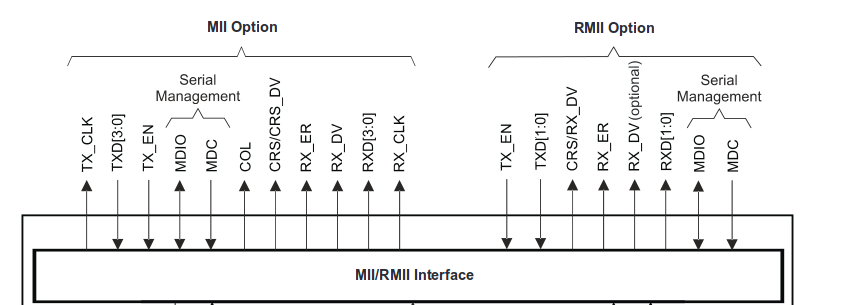 MII Option
RMII Option
Serial
Management
Serial
Management
TX_CLK
TXD[3:0]
TX_EN
MDIO
MDC
COL
CRS/CRS_DV
RX_ER
RX_DV
RXD[3:0]
RX_CLK
TX_EN
TXD[1:0]
CRS/RX_DV
RX_ER
RX_DV (optional)
RXD[1:0]
MDIO
MDC
MII/RMII Interface